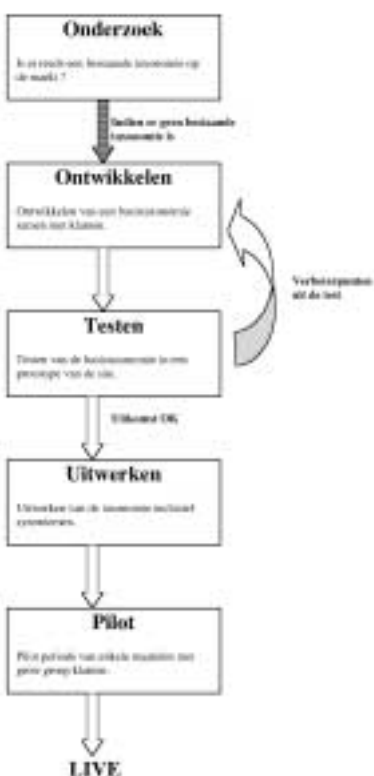 Onderzoek
Is er reeds een bestaande taxonomie op
de markt ?
Indien er geen bestaande
taxonomie is
Ontwikkelen
Ontwikkelen van een basistaxonomie
samen met klanten.
Verbeterpunten
uit de test
Testen
Testen van de basistaxonomie in een
prototype van de site.
Uitkomst OK
Uitwerken
Uitwerken van de taxonomie inclusief
synoniemen.
Pilot
Pilot periode van enkele maanden met
groep klanten.
LIVE